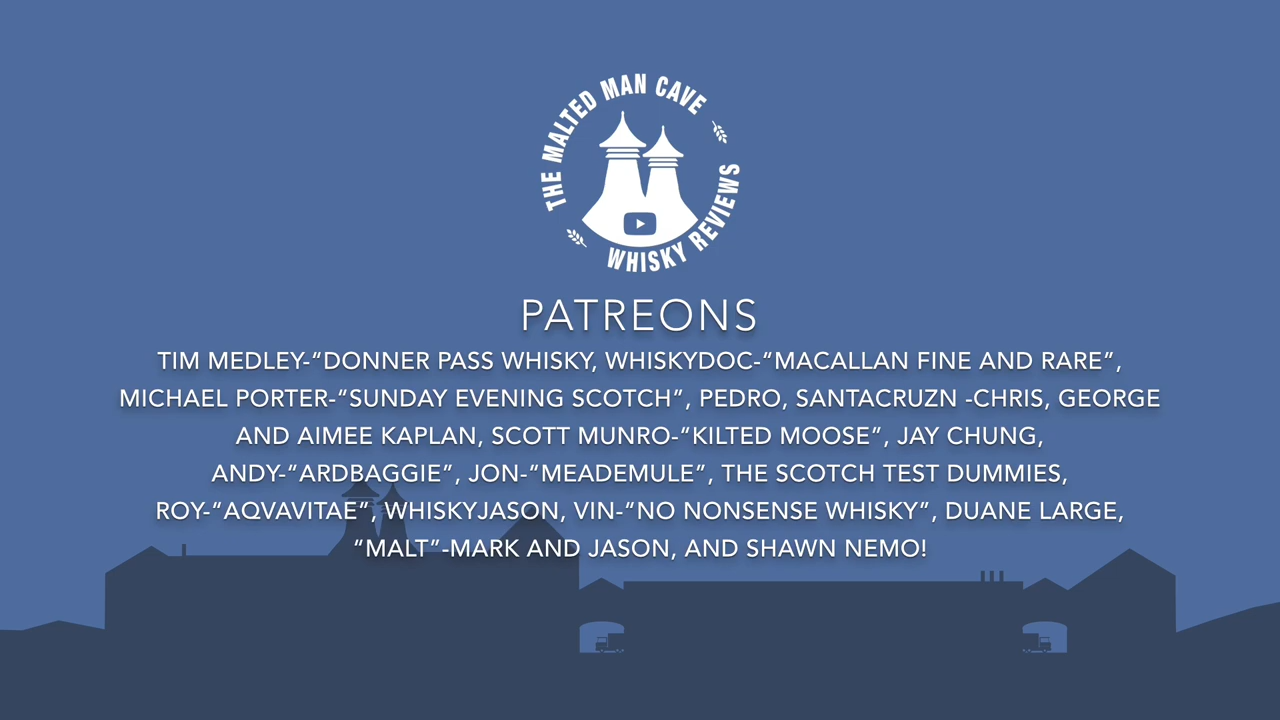 THE MALTED MAN CAVE
WHISKY REVIEWS
PATREONS
TIM MEDLEY-“DONNER PASS WHISKY, WHISKYDOC-“MACALLAN FINE AND RARE”,
MICHAEL PORTER-“SUNDAY EVENING SCOTCH”, PEDRO, SANTACRUZN -CHRIS, GEORGE
AND AIMEE KAPLAN, SCOTT MUNRO-“KILTED MOOSE”, JAY CHUNG,
ANDY-“ARDBAGGIE”, JON-“MEADEMULE”, THE SCOTCH TEST DUMMIES,
ROY-“AQVAVITAE”, WHISKYJASON, VIN-“NO NONSENSE WHISKY”, DUANE LARGE,
“MALT”-MARK AND JASON, AND SHAWN NEMO!